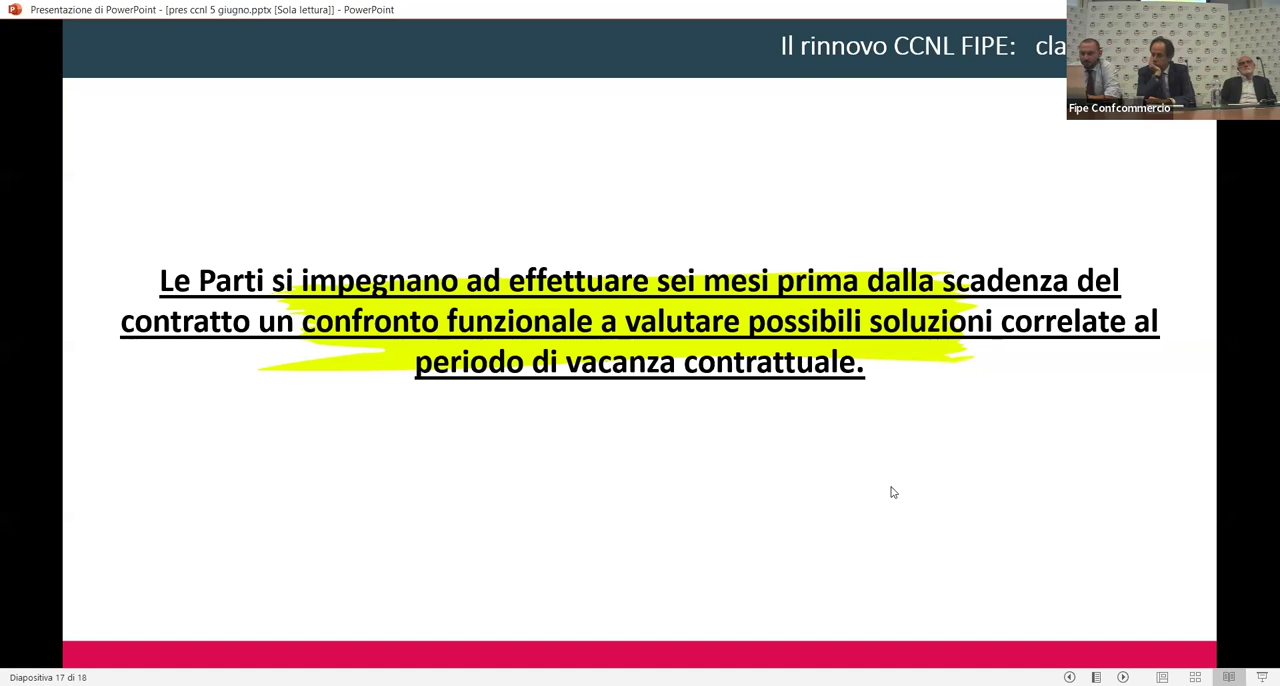 Presentazione di PowerPoint - [pres ccnl 5 giugno.pptx [Sola lettura]] - PowerPoint
Il rinnovo CCNL FIPE: cla
Fipe Confcommercio
Le Parti si impegnano ad effettuare sei mesi prima dalla scadenza del
contratto un confronto funzionale a valutare possibili soluzioni correlate al
periodo di vacanza contrattuale.
Diapositiva 17 di 18